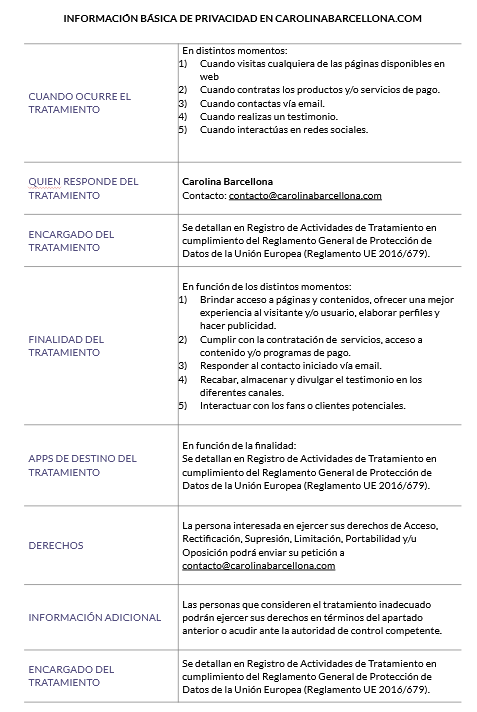 INFORMACIÓN BÁSICA DE PRIVACIDAD EN CAROLINABARCELLONA.COM
CUANDO OCURRE EL
TRATAMIENTO
En distintos momentos:
1) Cuando visitas cualquiera de las páginas disponibles en
web
2) Cuando contratas los productos y/o servicios de pago.
3) Cuando contactas vía email.
4) Cuando realizas un testimonio.
5) Cuando interactúas en redes sociales.
QUIEN RESPONDE DEL
TRATAMIENTO
Carolina Barcellona
Contacto: contacto@carolinabarcellona.com
ENCARGADO DEL
TRATAMIENTO
Se detallan en Registro de Actividades de Tratamiento en
cumplimiento del Reglamento General de Protección de
Datos de la Unión Europea (Reglamento UE 2016/679).
FINALIDAD DEL
TRATAMIENTO
En función de los distintos momentos:
1) Brindar acceso a páginas y contenidos, ofrecer una mejor
experiencia al visitante y/o usuario, elaborar perfiles y
hacer publicidad.
2) Cumplir con la contratación de servicios, acceso a
contenido y/o programas de pago.
3) Responder al contacto iniciado vía email.
4) Recabar, almacenar y divulgar el testimonio en los
diferentes canales.
5) Interactuar con los fans o clientes potenciales.
APPS DE DESTINO DEL
TRATAMIENTO
En función de la finalidad:
Se detallan en Registro de Actividades de Tratamiento en
cumplimiento del Reglamento General de Protección de
Datos de la Unión Europea (Reglamento UE 2016/679).
DERECHOS
La persona interesada en ejercer sus derechos de Acceso,
Rectificación, Supresión, Limitación, Portabilidad y/u
Oposición podrá enviar su petición a
contacto@carolinabarcellona.com
INFORMACIÓN ADICIONAL
Las personas que consideren el tratamiento inadecuado
podrán ejercer sus derechos en términos del apartado
anterior o acudir ante la autoridad de control competente.
ENCARGADO DEL
TRATAMIENTO
Se detallan en Registro de Actividades de Tratamiento en
cumplimiento del Reglamento General de Protección de
Datos de la Unión Europea (Reglamento UE 2016/679).